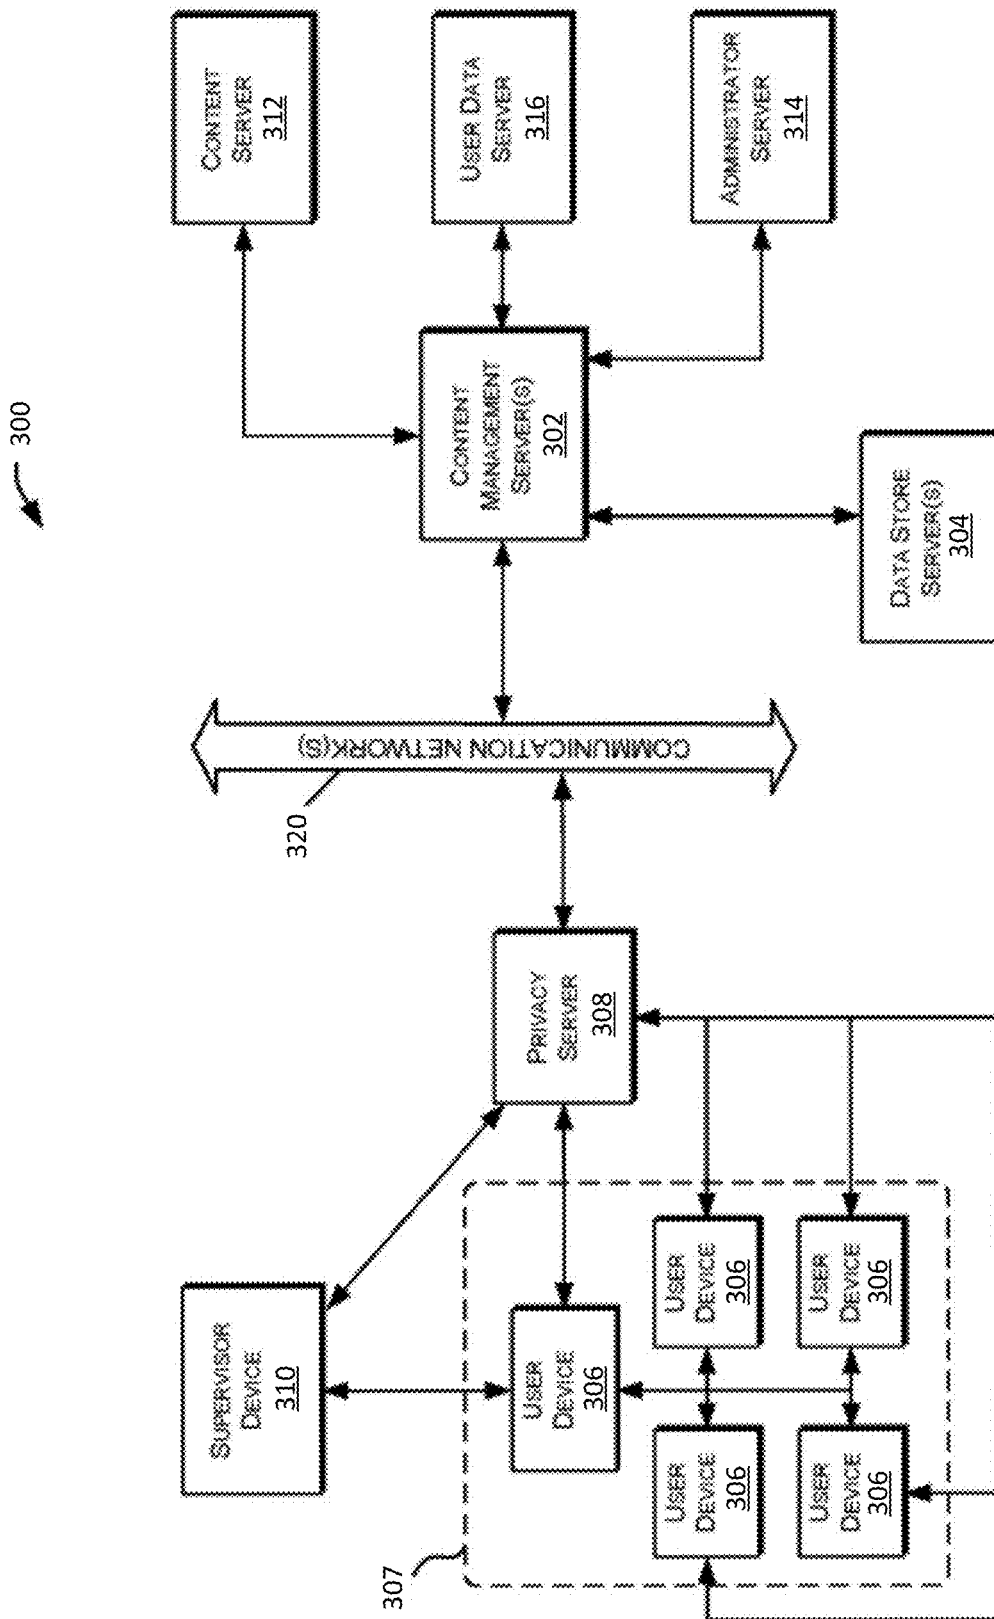 300
CONTENT
SERVER
312
USER DATA
SERVER
316
ADMINISTRATOR
SERVER
314
CONTENT
MANAGEMENT
SERVER(S)
302
DATA STORE
SERVER(S)
304
COMMUNICATION NETWORK(S)
320
PRIVACY
SERVER
308
SUPERVISOR
DEVICE
310
307
USER
DEVICE
306
USER
DEVICE
306
USER
DEVICE
306
USER
DEVICE
306
USER
DEVICE
306